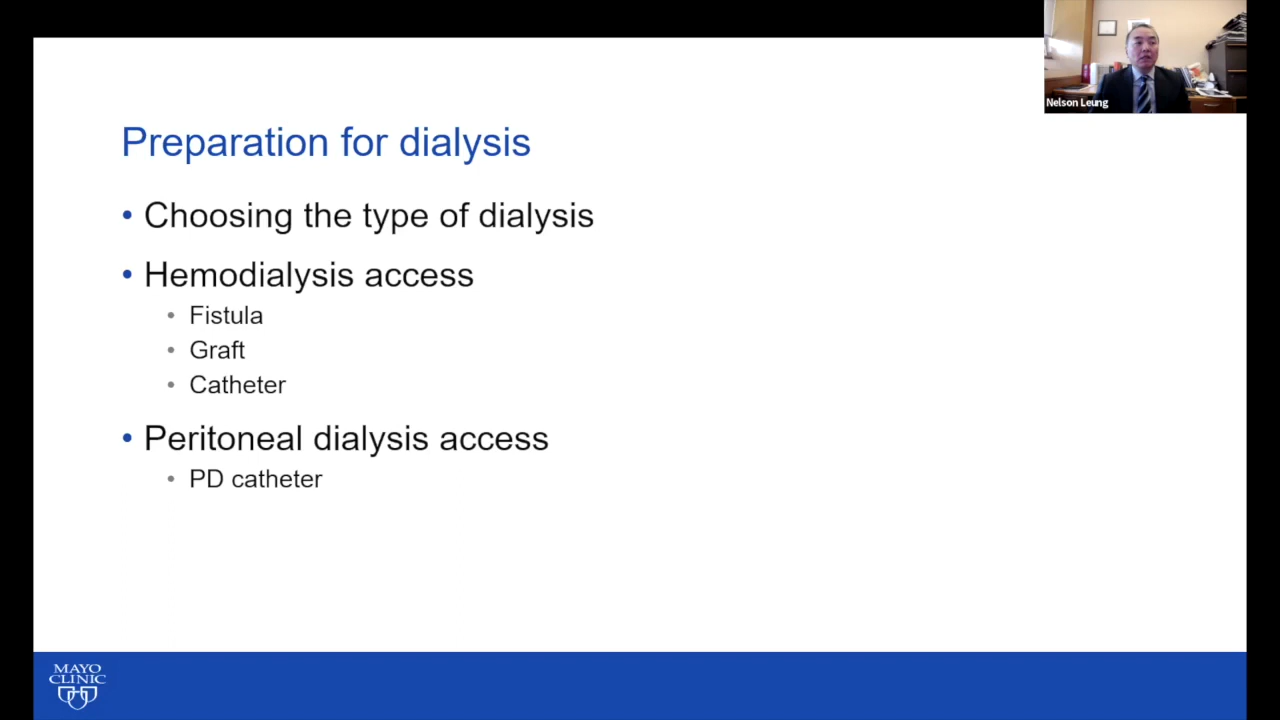 Nelson Leung
Preparation for dialysis
• Choosing the type of dialysis
• Hemodialysis access
• Fistula
• Graft
• Catheter
• Peritoneal dialysis access
• PD catheter
MAYO
CLINIC